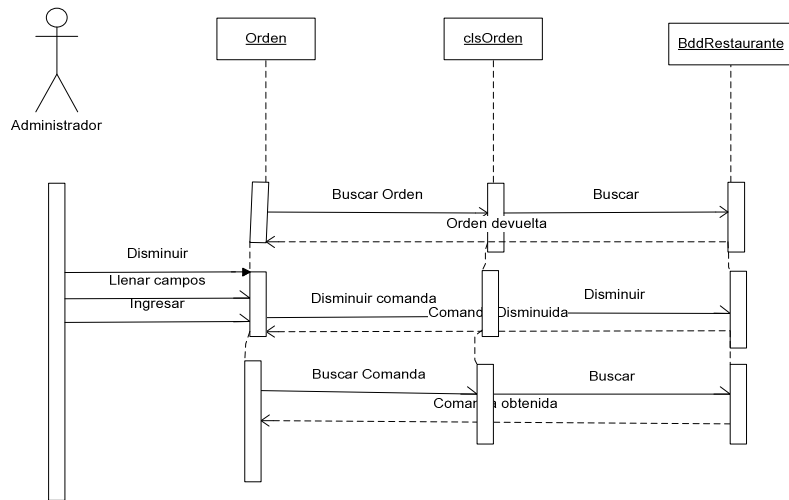 Orden
clsOrden
BddRestaurante
Administrador
Buscar Orden
Buscar
Orden devuelta
Disminuir
Llenar campos
Ingresar
Disminuir comanda
Disminuir
Comanda Disminuida
Buscar Comanda
Buscar
Comanda obtenida